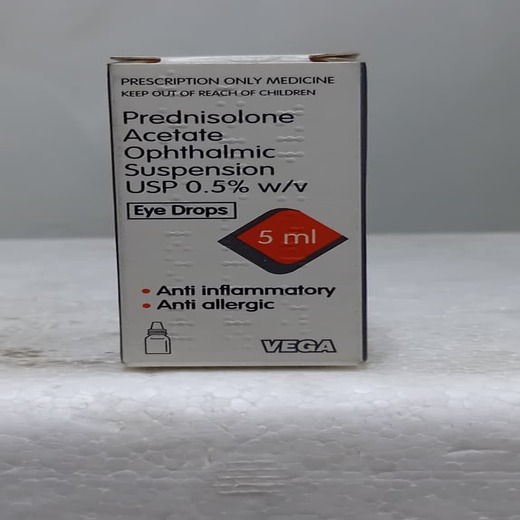 PRESCRIPTION ONLY MEDICINE
KEEP OUT OF REACH OF CHILDREN
Prednisolone
Acetate
Ophthalmic
Suspension
USP 0.5% w/v
Eye Drops
5 ml
• Anti inflammatory
• Anti allergic
VEGA